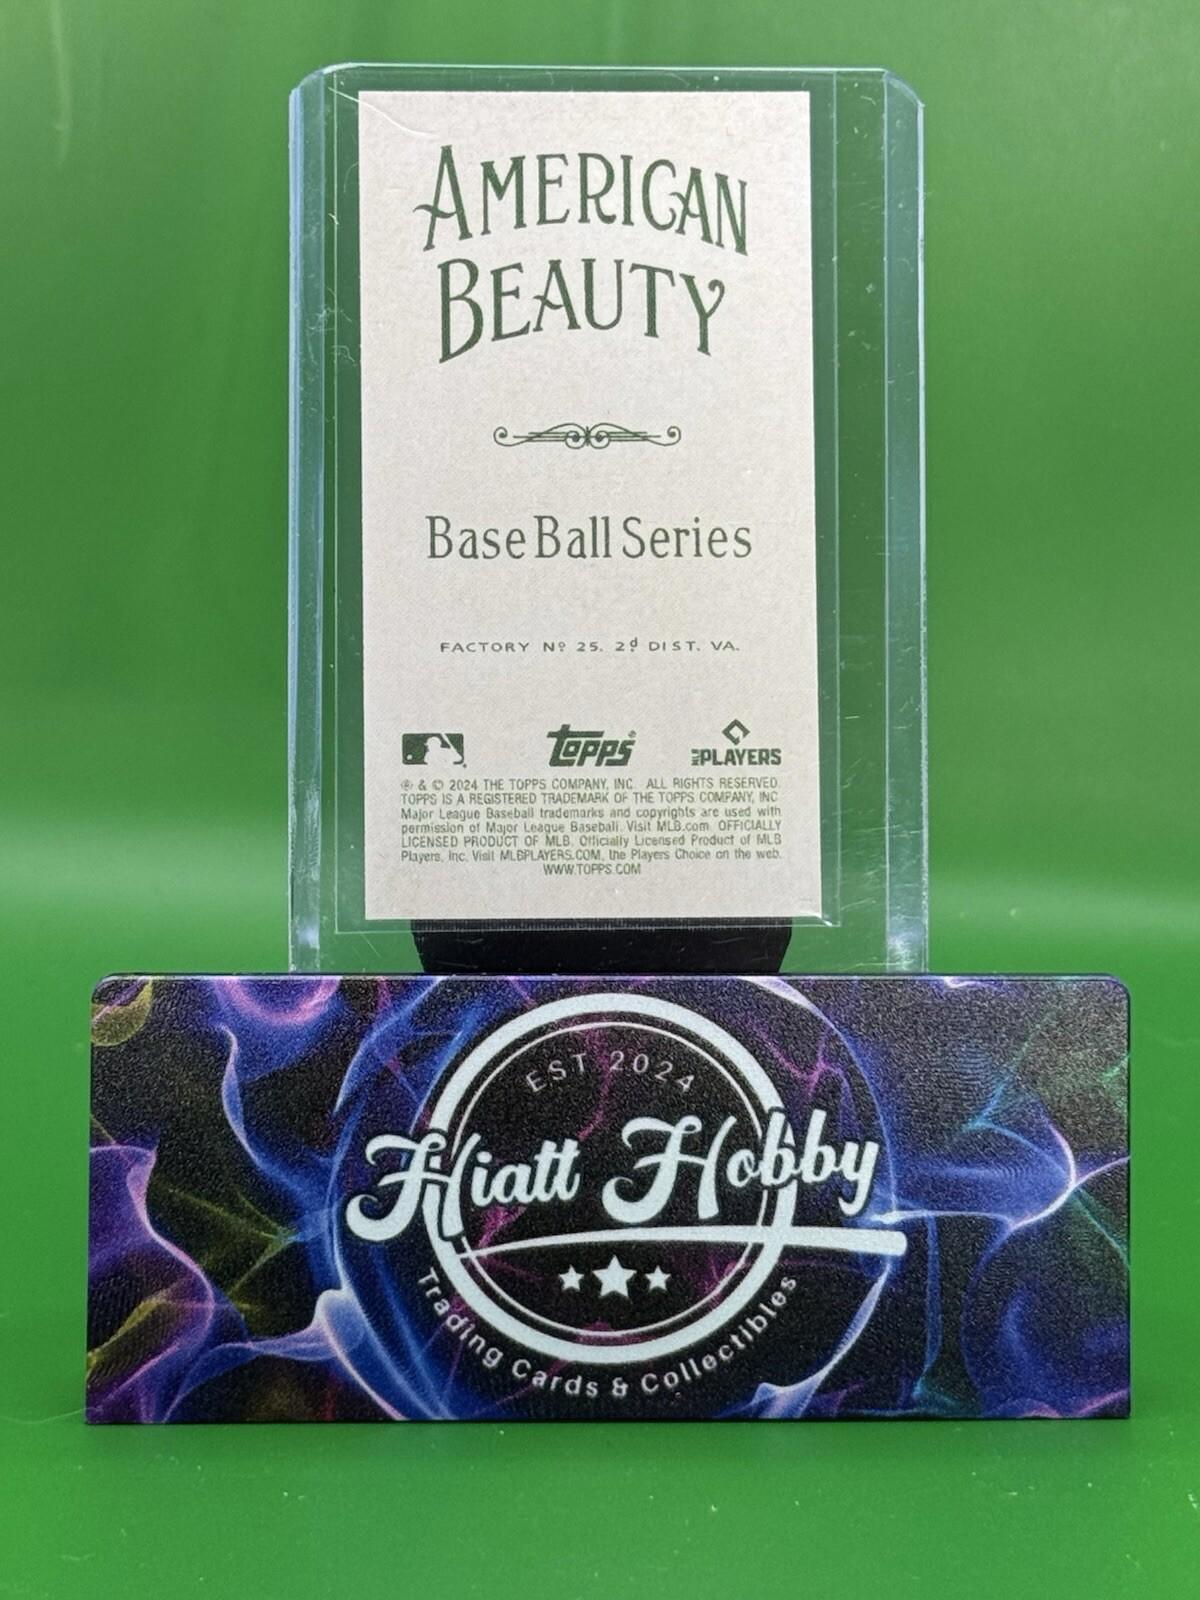 AMERICAN
BEAUTY
Base Ball Series
FACTORY Nº 25. 2ᵈ DIST. VA.
topps®
MLB PLAYERS
® & © 2024 THE TOPPS COMPANY, INC. ALL RIGHTS RESERVED.
TOPPS IS A REGISTERED TRADEMARK OF THE TOPPS COMPANY, INC.
Major League Baseball trademarks and copyrights are used with
permission of Major League Baseball. Visit MLB.com. OFFICIALLY
LICENSED PRODUCT OF MLB. Officially Licensed Product of MLB
Players, Inc. Visit MLBPLAYERS.COM, the Players Choice on the web.
WWW.TOPPS.COM
EST 2024
Hiatt Hobby
Trading Cards & Collectibles